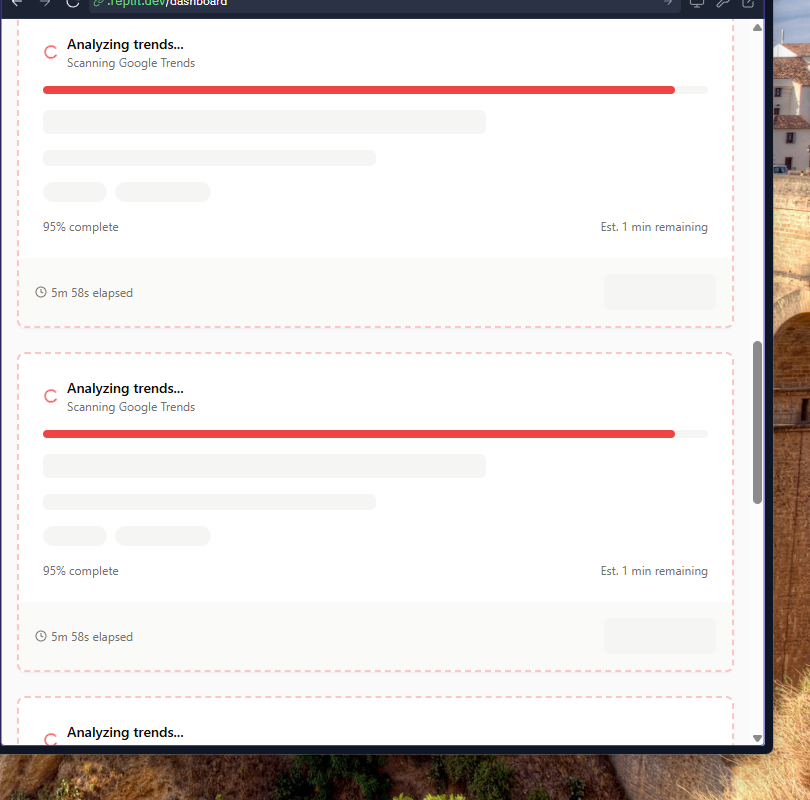 .replit.dev/dashboard
Analyzing trends...
Scanning Google Trends
95% complete
Est. 1 min remaining
5m 58s elapsed
Analyzing trends...
Scanning Google Trends
95% complete
Est. 1 min remaining
5m 58s elapsed
Analyzing trends...